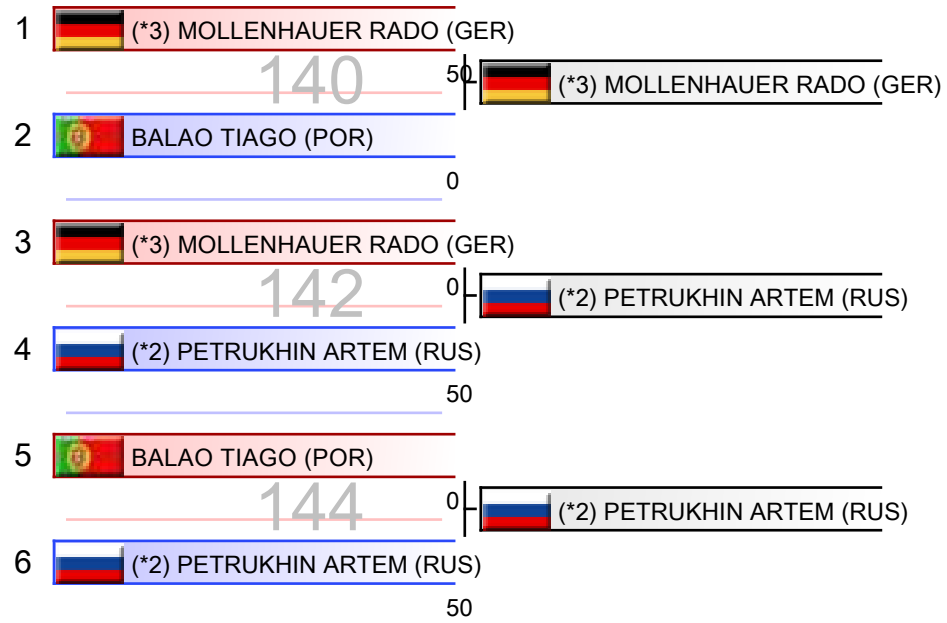 1 (*3) MOLLENHAUER RADO (GER)
140 50 (*3) MOLLENHAUER RADO (GER)
2 BALAO TIAGO (POR)
0
3 (*3) MOLLENHAUER RADO (GER)
142 0 (*2) PETRUKHIN ARTEM (RUS)
4 (*2) PETRUKHIN ARTEM (RUS)
50
5 BALAO TIAGO (POR)
144 0 (*2) PETRUKHIN ARTEM (RUS)
6 (*2) PETRUKHIN ARTEM (RUS)
50